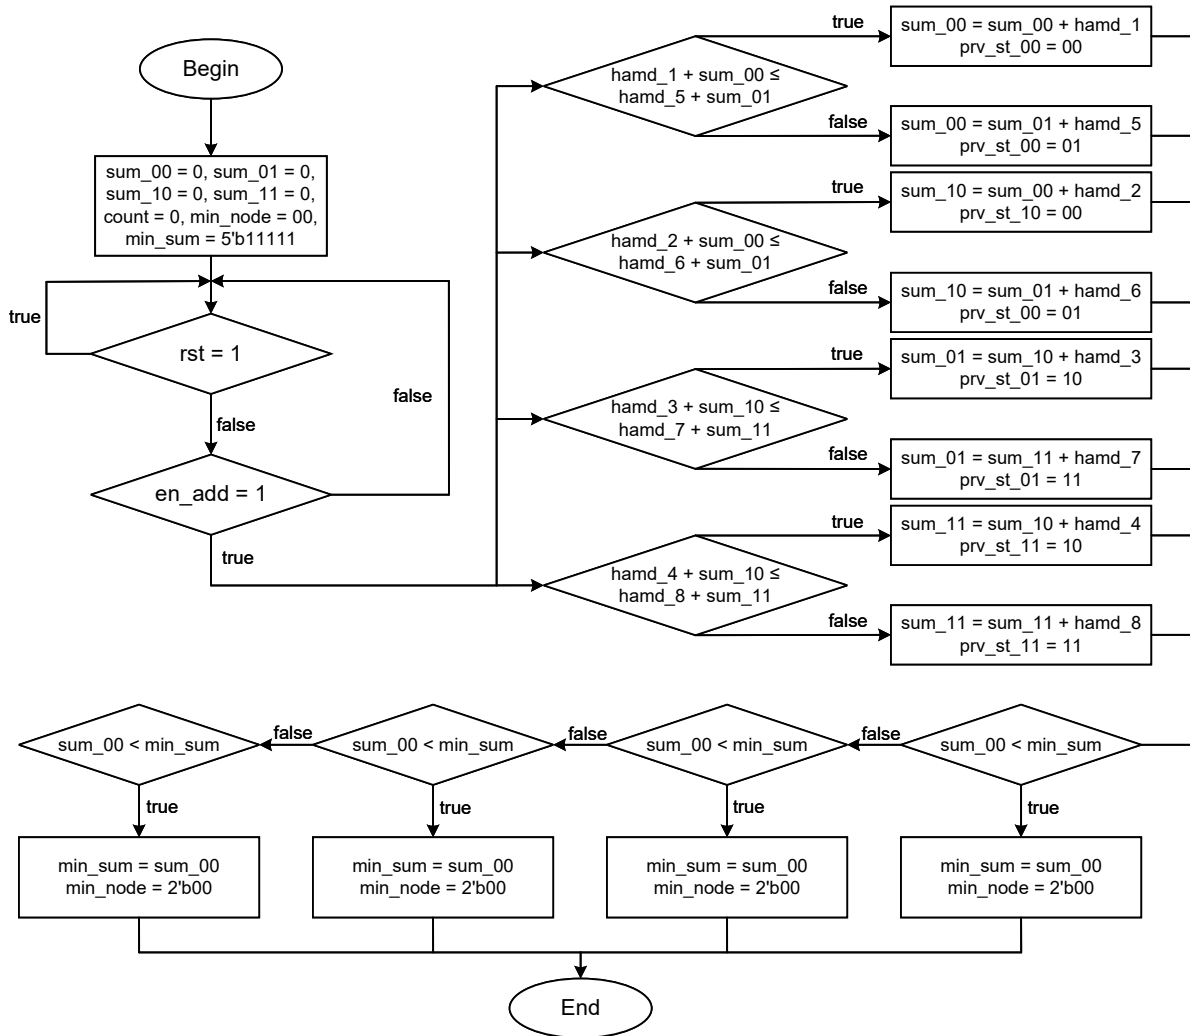 Begin
sum_00 = 0, sum_01 = 0,
sum_10 = 0, sum_11 = 0,
count = 0, min_node = 00,
min_sum = 5'b11111
true
rst = 1
false
false
en_add = 1
true
hamd_1 + sum_00 ≤
hamd_5 + sum_01
true
sum_00 = sum_00 + hamd_1
prv_st_00 = 00
false
sum_00 = sum_01 + hamd_5
prv_st_00 = 01
hamd_2 + sum_00 ≤
hamd_6 + sum_01
true
sum_10 = sum_00 + hamd_2
prv_st_10 = 00
false
sum_10 = sum_01 + hamd_6
prv_st_00 = 01
hamd_3 + sum_10 ≤
hamd_7 + sum_11
true
sum_01 = sum_10 + hamd_3
prv_st_01 = 10
false
sum_01 = sum_11 + hamd_7
prv_st_01 = 11
hamd_4 + sum_10 ≤
hamd_8 + sum_11
true
sum_11 = sum_10 + hamd_4
prv_st_11 = 10
false
sum_11 = sum_11 + hamd_8
prv_st_11 = 11
sum_00 < min_sum
false
sum_00 < min_sum
false
sum_00 < min_sum
false
sum_00 < min_sum
true
true
true
true
min_sum = sum_00
min_node = 2'b00
min_sum = sum_00
min_node = 2'b00
min_sum = sum_00
min_node = 2'b00
min_sum = sum_00
min_node = 2'b00
End